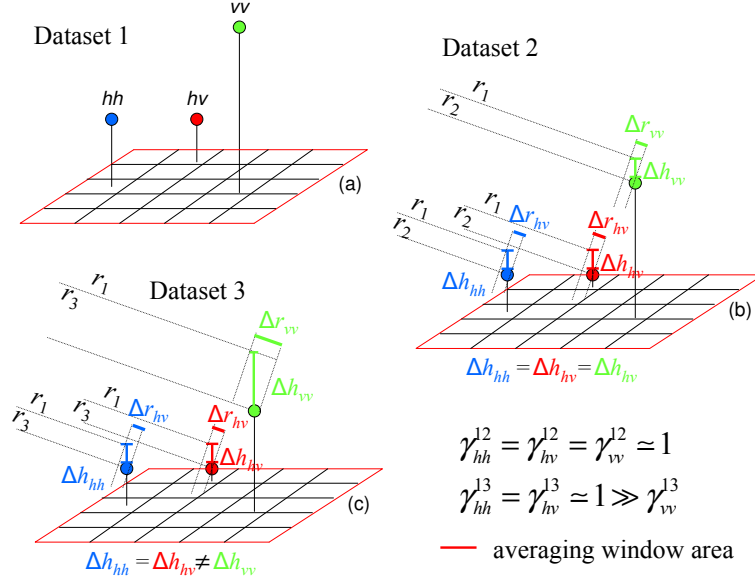 Dataset 1
vv
hh
hv
(a)
Dataset 2
r1
r2
Δrvv
Δhvv
r1
r2
Δrhv
r1
r2
Δrhv
Δhhh
Δhhv
(b)
Δhhh = Δhhv = Δhhv
Dataset 3
r1
r3
Δrvv
Δhvv
r1
r3
Δrhv
r1
r3
Δrhv
Δhhh
Δhhv
(c)
Δhhh = Δhhv ≠ Δhvv
γ¹²hh = γ¹²hv = γ¹²vv ≃ 1
γ¹³hh = γ¹³hv ≃ 1 ≫ γ¹³vv
averaging window area